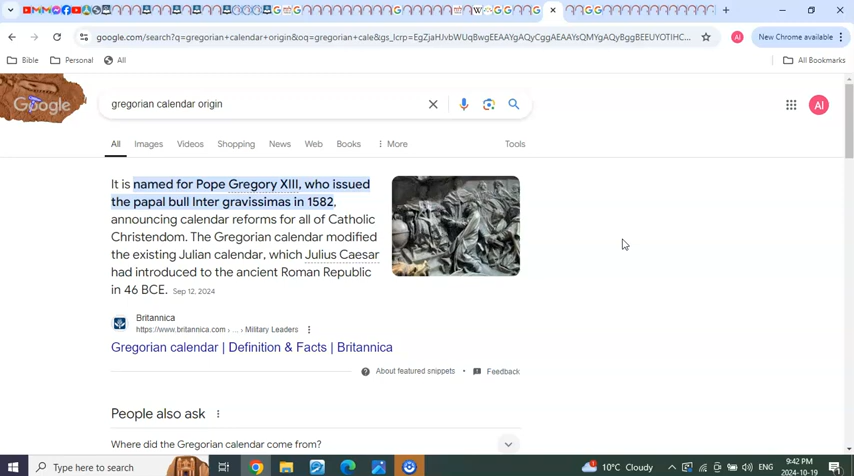 New Chrome available
google.com/search?q=gregorian+calendar+origin&oq=gregorian+cale&gs_lcrp=EgZjaHJvbWUqBwgEEAAYgAQyCggAEAAYsQMYgAQyBggBEEUYOTIHC...
AI
Bible
Personal
All
All Bookmarks
Google
gregorian calendar origin
AI
All
Images
Videos
Shopping
News
Web
Books
More
Tools
It is named for Pope Gregory XIII, who issued
the papal bull Inter gravissimas in 1582,
announcing calendar reforms for all of Catholic
Christendom. The Gregorian calendar modified
the existing Julian calendar, which Julius Caesar
had introduced to the ancient Roman Republic
in 46 BCE. Sep 12, 2024
Britannica
https://www.britannica.com › ... › Military Leaders
Gregorian calendar | Definition & Facts | Britannica
About featured snippets • Feedback
People also ask
Where did the Gregorian calendar come from?
Type here to search
10°C Cloudy
ENG
9:42 PM
2024-10-19